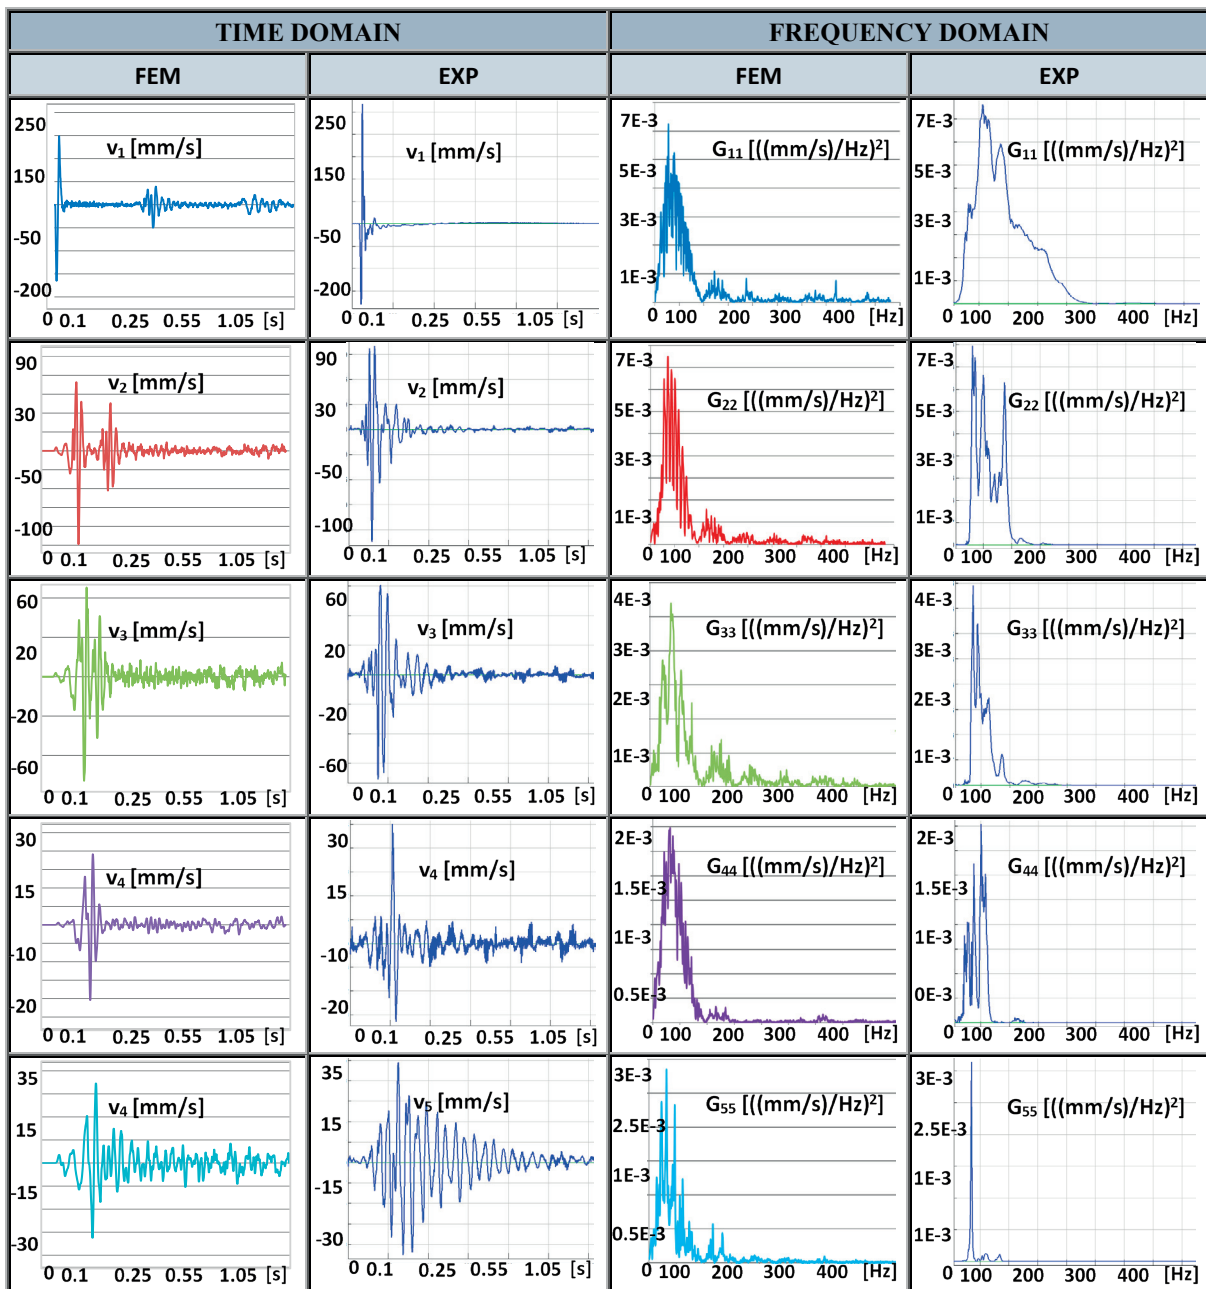 TIME DOMAIN FREQUENCY DOMAIN
FEM EXP FEM EXP
250
150
-50
-200
v₁ [mm/s]
0 0.1 0.25 0.55 1.05 [s]
250
150
-50
-200
v₁ [mm/s]
0 0.1 0.25 0.55 1.05 [s]
7E-3
5E-3
3E-3
1E-3
G₁₁ [((mm/s)/Hz)²]
0 100 200 300 400 [Hz]
7E-3
5E-3
3E-3
1E-3
G₁₁ [((mm/s)/Hz)²]
0 100 200 300 [Hz]
90
30
-50
-100
v₂ [mm/s]
0 0.1 0.25 0.55 1.05 [s]
90
30
-50
-100
v₂ [mm/s]
0 0.1 0.25 0.55 1.05 [s]
7E-3
5E-3
3E-3
1E-3
G₂₂ [((mm/s)/Hz)²]
0 100 200 300 400 [Hz]
7E-3
5E-3
3E-3
1E-3
G₂₂ [((mm/s)/Hz)²]
0 100 200 300 400 [Hz]
60
20
-20
-60
v₃ [mm/s]
0 0.1 0.25 0.55 1.05 [s]
60
20
-20
-60
v₃ [mm/s]
0 0.1 0.25 0.55 1.05 [s]
4E-3
3E-3
2E-3
1E-3
G₃₃ [((mm/s)/Hz)²]
0 100 200 300 400 [Hz]
4E-3
3E-3
2E-3
1E-3
G₃₃ [((mm/s)/Hz)²]
0 100 200 300 400 [Hz]
30
15
-10
-20
v₄ [mm/s]
0 0.1 0.25 0.55 1.05 [s]
30
15
-10
-20
v₄ [mm/s]
0 0.1 0.25 0.55 1.05 [s]
2E-3
1.5E-3
1E-3
0.5E-3
G₄₄ [((mm/s)/Hz)²]
0 100 200 300 400 [Hz]
2E-3
1.5E-3
1E-3
0E-3
G₄₄ [((mm/s)/Hz)²]
0 100 200 300 400 [Hz]
35
15
-15
-30
v₄ [mm/s]
0 0.1 0.25 0.55 1.05 [s]
35
15
-15
-30
v₅ [mm/s]
0 0.1 0.25 0.55 1.05 [s]
3E-3
2.5E-3
1E-3
0.5E-3
G₅₅ [((mm/s)/Hz)²]
0 100 200 300 400 [Hz]
3E-3
2.5E-3
1E-3
G₅₅ [((mm/s)/Hz)²]
0 100 200 300 400 [Hz]